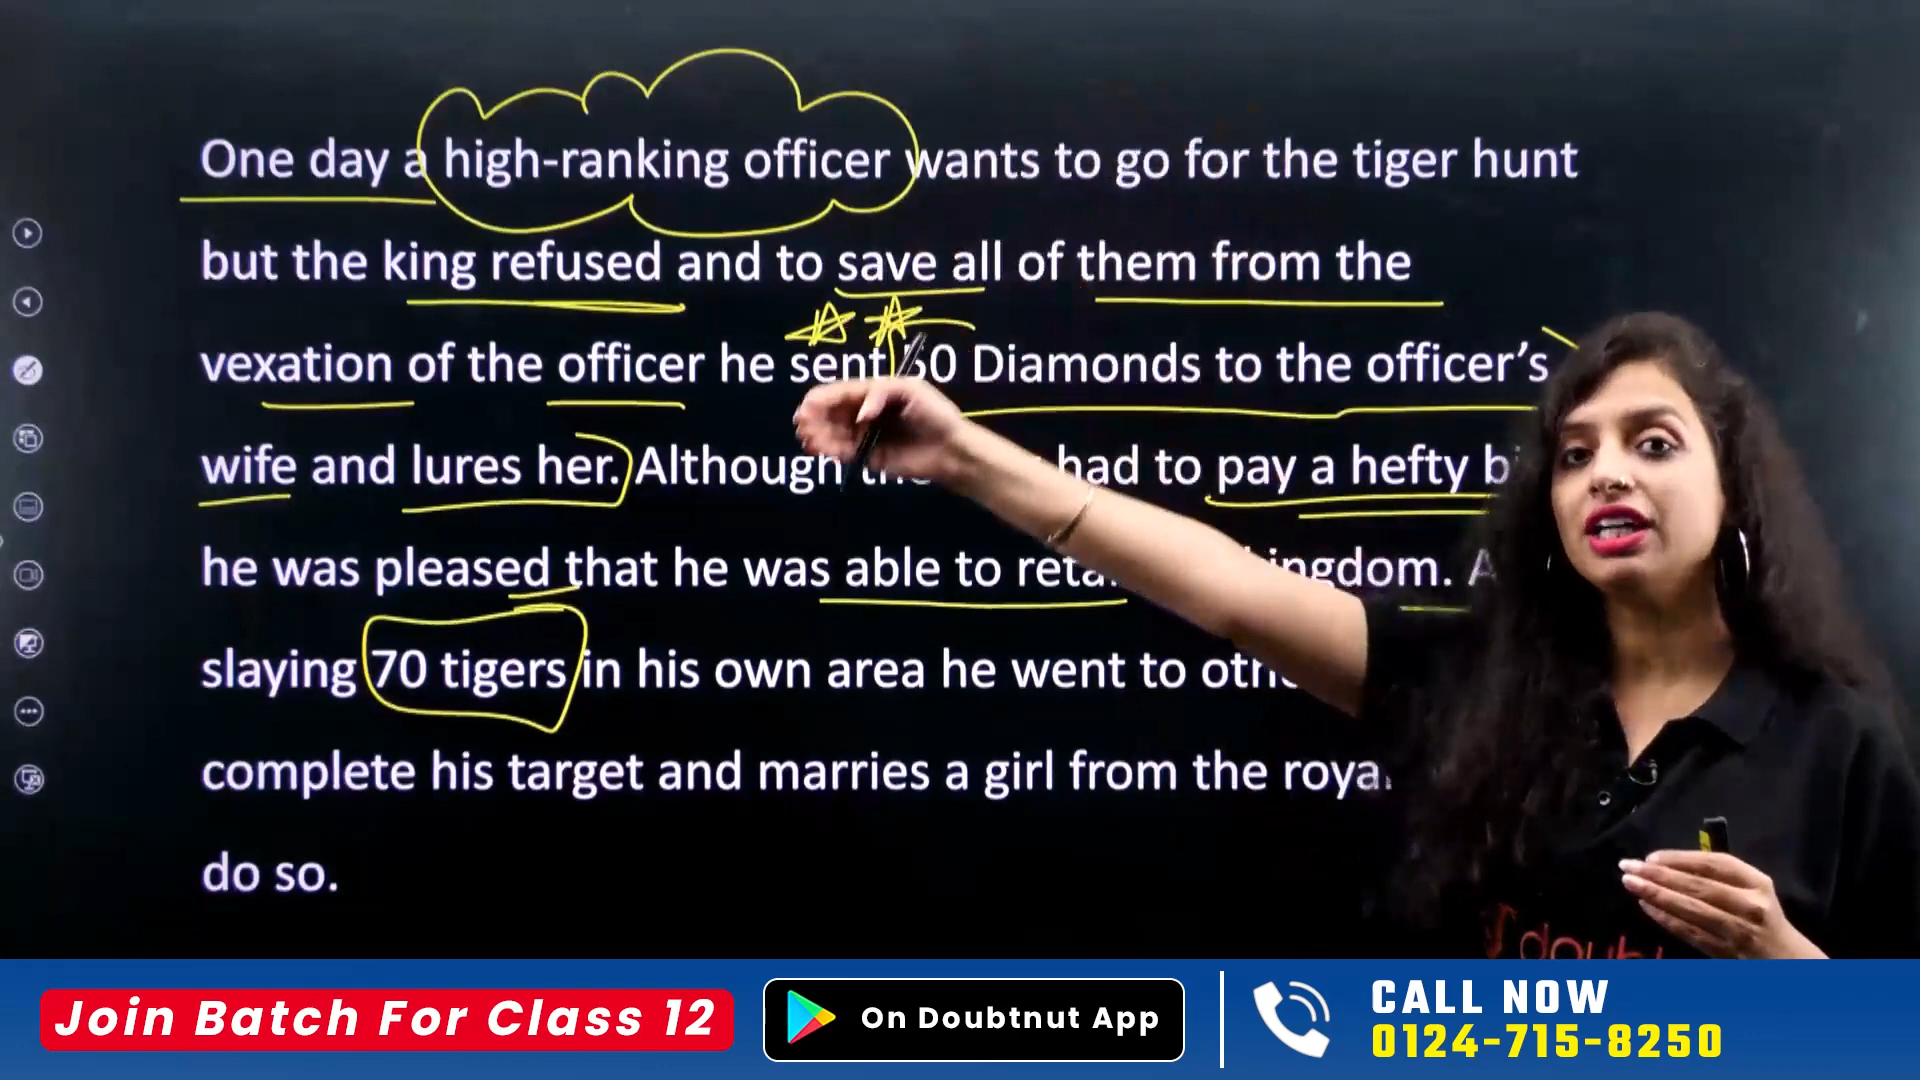 One day a high-ranking officer wants to go for the tiger hunt
but the king refused and to save all of them from the
vexation of the officer he sent 50 Diamonds to the officer's
wife and lures her. Although had to pay a hefty
he was pleased that he was able to kingdom.
slaying 70 tigers in his own area he went to
complete his target and marries a girl from the
do so.
Join Batch For Class 12
On Doubtnut App
CALL NOW
0124-715-8250